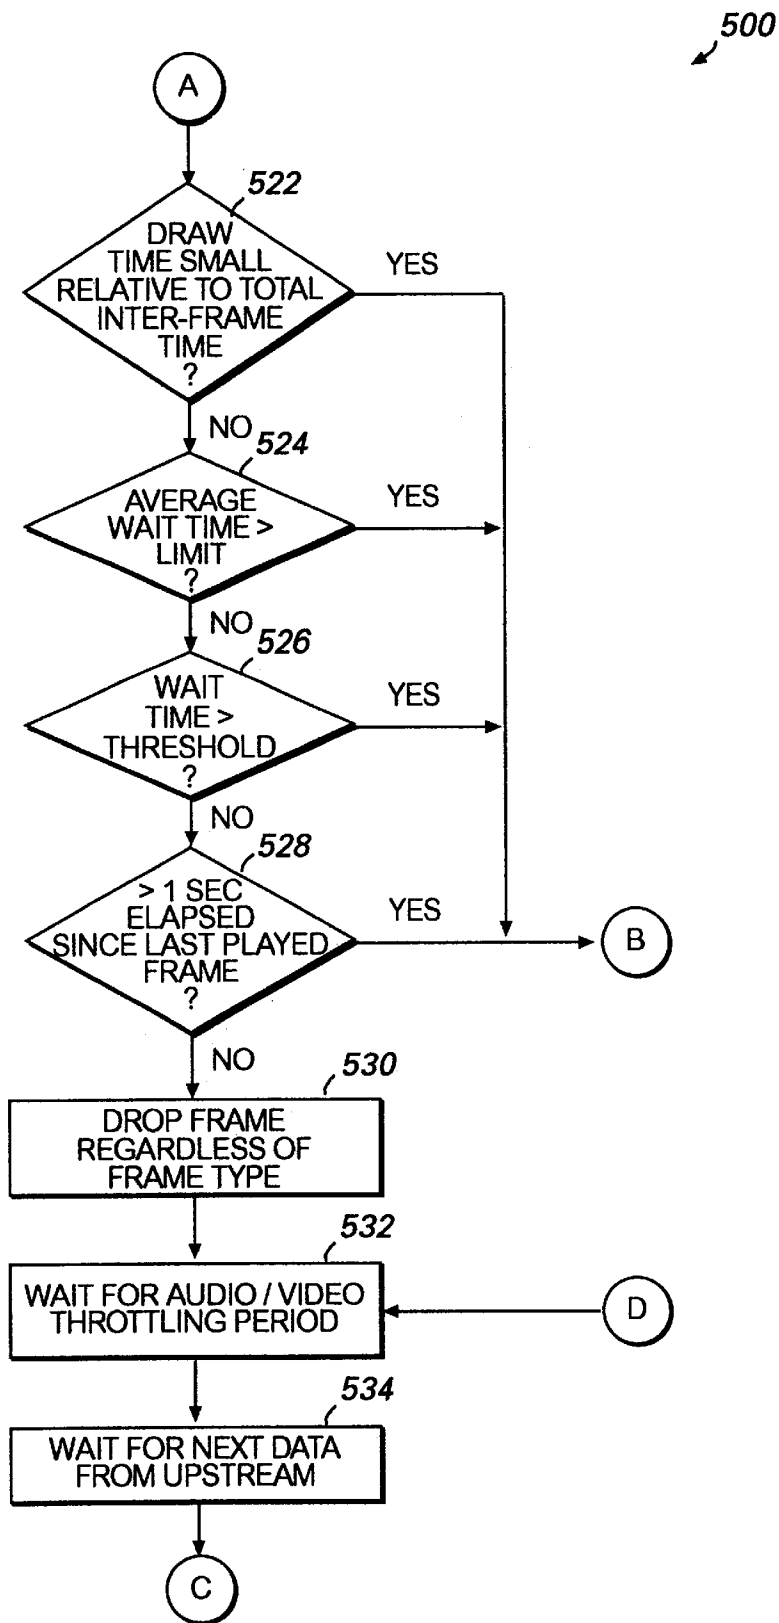 500
A
522
DRAW
TIME SMALL
RELATIVE TO TOTAL
INTER-FRAME
TIME
?
YES
NO
524
AVERAGE
WAIT TIME >
LIMIT
?
YES
NO
526
WAIT
TIME >
THRESHOLD
?
YES
NO
528
> 1 SEC
ELAPSED
SINCE LAST PLAYED
FRAME
?
YES
B
NO
530
DROP FRAME
REGARDLESS OF
FRAME TYPE
532
WAIT FOR AUDIO / VIDEO
THROTTLING PERIOD
D
534
WAIT FOR NEXT DATA
FROM UPSTREAM
C